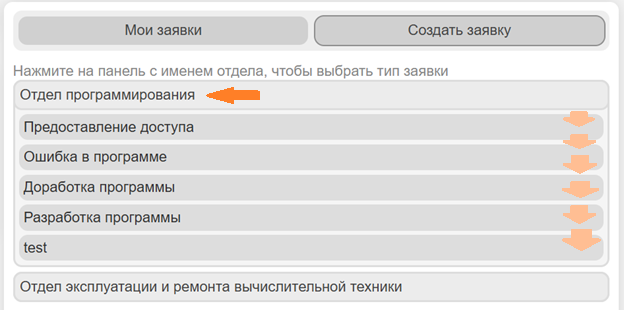 Мои заявки
Создать заявку
Нажмите на панель с именем отдела, чтобы выбрать тип заявки
Отдел программирования
Предоставление доступа
Ошибка в программе
Доработка программы
Разработка программы
test
Отдел эксплуатации и ремонта вычислительной техники